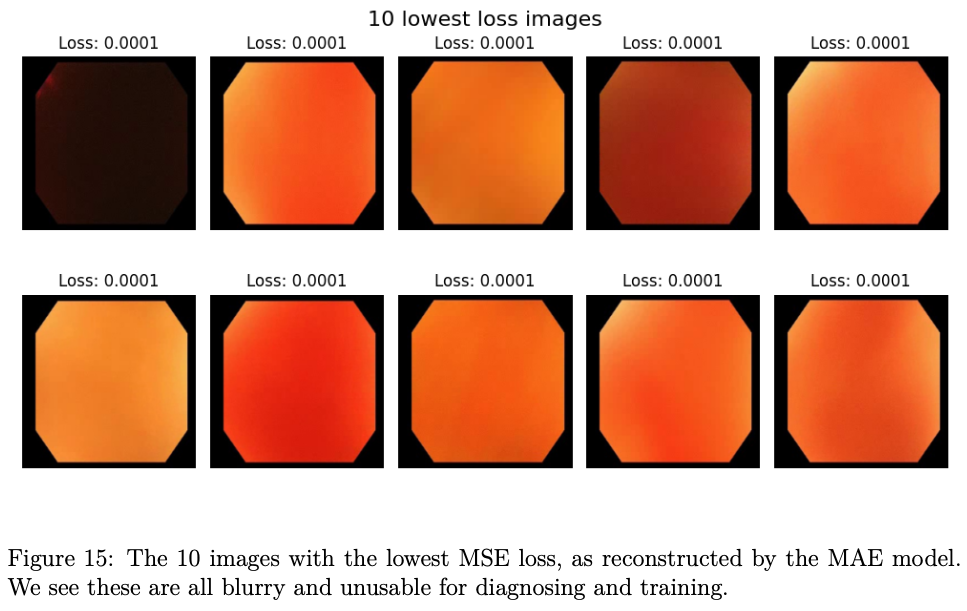 10 lowest loss images
Loss: 0.0001 Loss: 0.0001 Loss: 0.0001 Loss: 0.0001 Loss: 0.0001
Loss: 0.0001 Loss: 0.0001 Loss: 0.0001 Loss: 0.0001 Loss: 0.0001
Figure 15: The 10 images with the lowest MSE loss, as reconstructed by the MAE model.
We see these are all blurry and unusable for diagnosing and training.